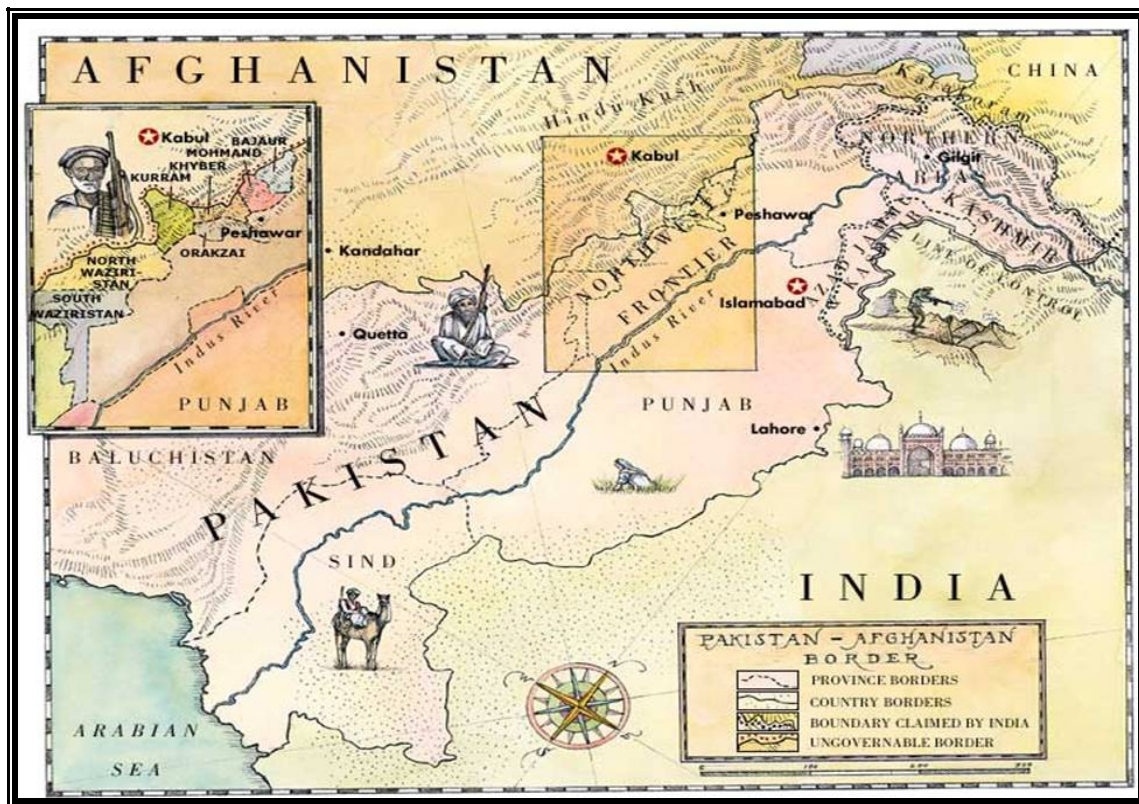 AFGHANISTAN
Hindu Kush
Karakoram
CHINA
Kabul
BAJAUR
MOHMAND
KHYBER
KURRAM
Peshawar
ORAKZAI
NORTH
WAZIRI-
STAN
SOUTH
WAZIRISTAN
Indus River
PUNJAB
Kandahar
Quetta
Kabul
Peshawar
NORTHWEST
FRONTIER
Indus River
Islamabad
NORTHERN
AREAS
Gilgit
KASHMIR
AZAD JAMMU
KASHMIR
LINE OF CONTROL
PUNJAB
Lahore
BALUCHISTAN
PAKISTAN
SIND
INDIA
ARABIAN
SEA
PAKISTAN – AFGHANISTAN
BORDER
PROVINCE BORDERS
COUNTRY BORDERS
BOUNDARY CLAIMED BY INDIA
UNGOVERNABLE BORDER